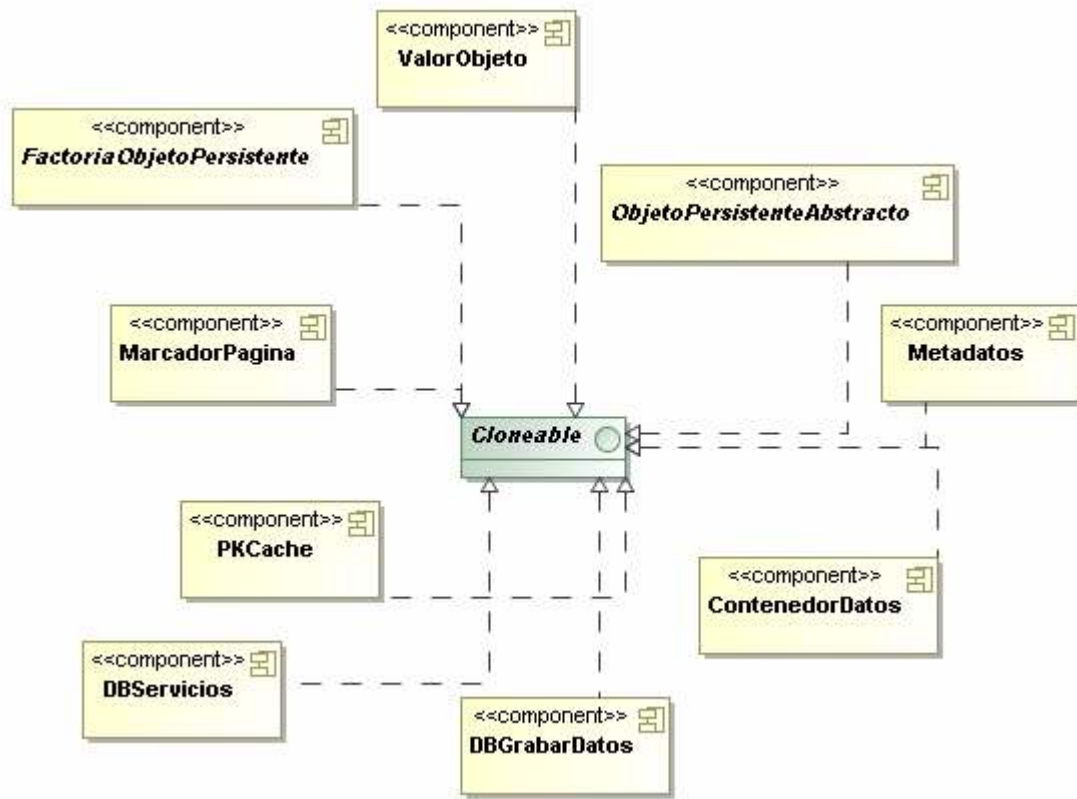 <<component>>
ValorObjeto
<<component>>
FactoriaObjetoPersistente
<<component>>
ObjetoPersistenteAbstracto
<<component>>
MarcadorPagina
<<component>>
Metadatos
Cloneable
<<component>>
PKCache
<<component>>
ContenedorDatos
<<component>>
DBServicios
<<component>>
DBGrabarDatos